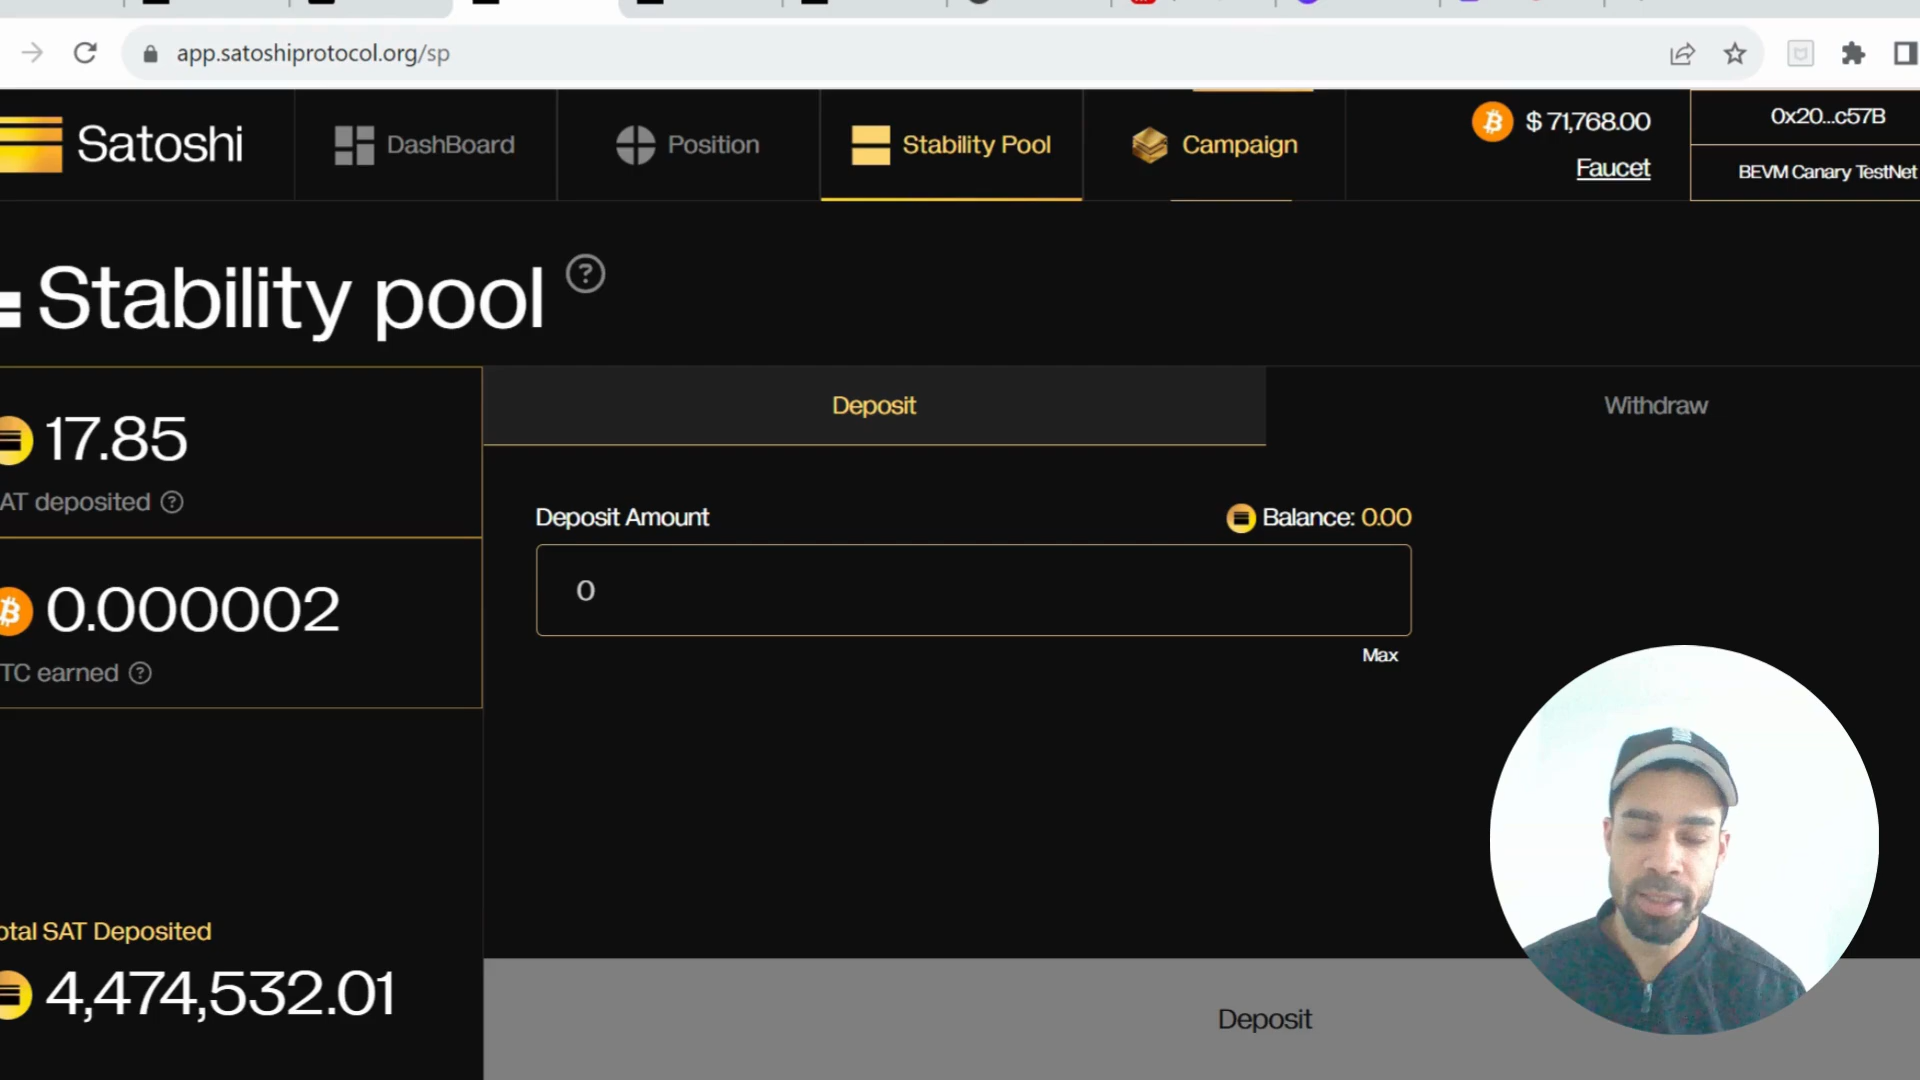 app.satoshiprotocol.org/sp
Satoshi
DashBoard
Position
Stability Pool
Campaign
$ 71,768.00
Faucet
0x20...c57B
BEVM Canary TestNet
Stability pool ?
17.85
AT deposited ?
0.000002
TC earned ?
otal SAT Deposited
4,474,532.01
Deposit
Withdraw
Deposit Amount
Balance: 0.00
0
Max
Deposit